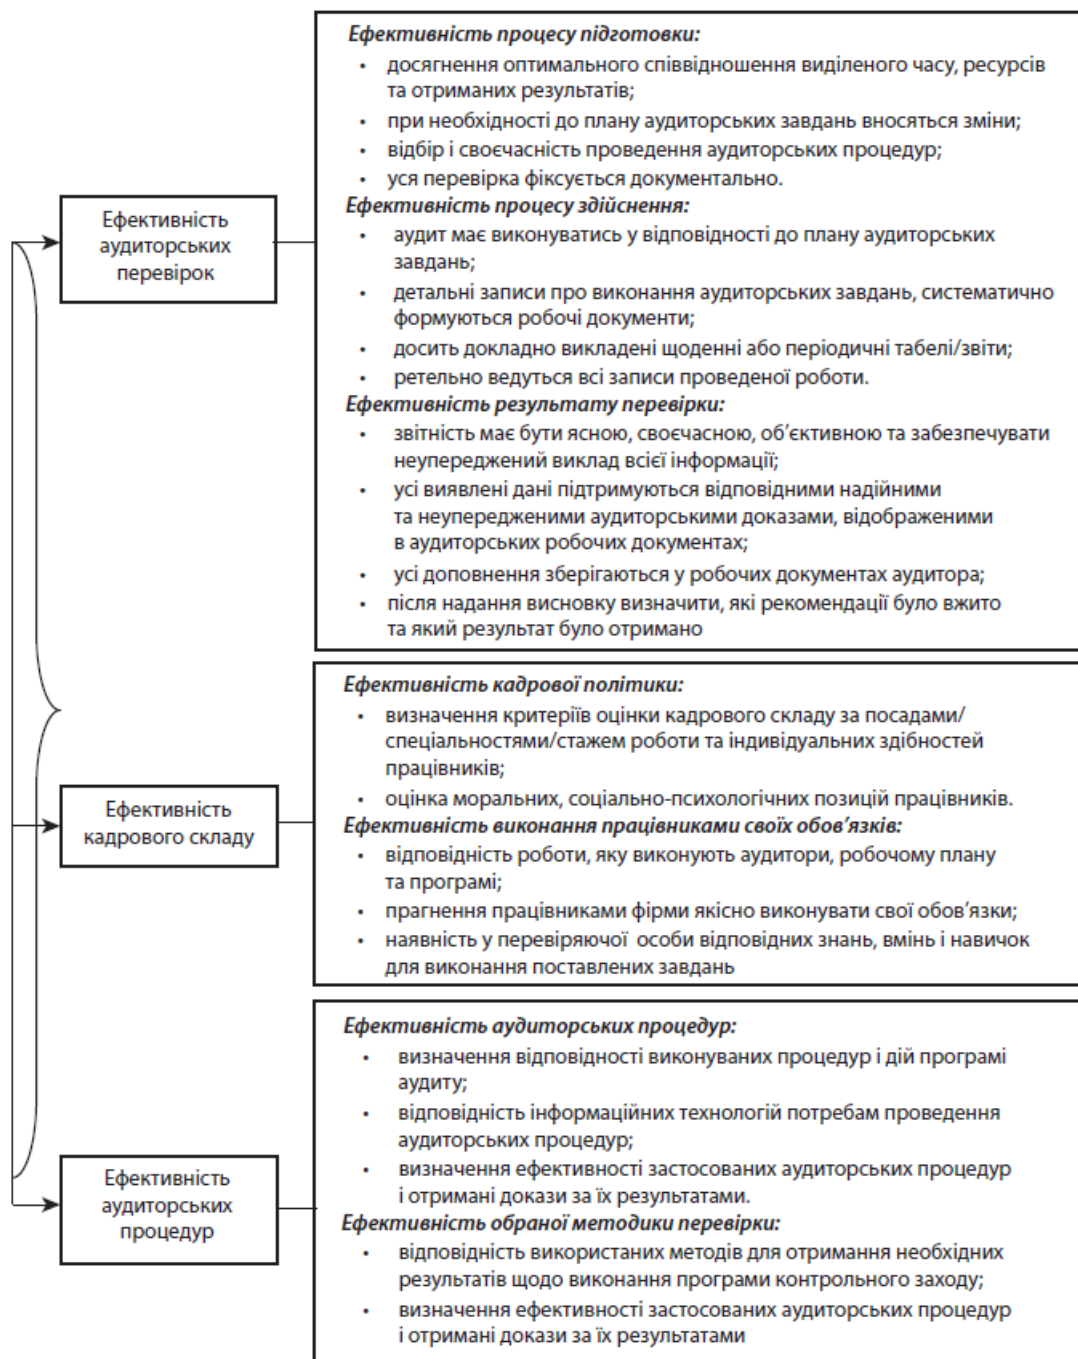 Ефективність процесу підготовки:
• досягнення оптимального співвідношення виділеного часу, ресурсів
та отриманих результатів;
• при необхідності до плану аудиторських завдань вносяться зміни;
• відбір і своєчасність проведення аудиторських процедур;
• уся перевірка фіксується документально.
Ефективність процесу здійснення:
• аудит має виконуватись у відповідності до плану аудиторських
завдань;
• детальні записи про виконання аудиторських завдань, систематично
формуються робочі документи;
• досить докладно викладені щоденні або періодичні табелі/звіти;
• ретельно ведуться всі записи проведеної роботи.
Ефективність результату перевірки:
• звітність має бути ясною, своєчасною, об’єктивною та забезпечувати
неупереджений виклад всієї інформації;
• усі виявлені дані підтримуються відповідними надійними
та неупередженими аудиторськими доказами, відображеними
в аудиторських робочих документах;
• усі доповнення зберігаються у робочих документах аудитора;
• після надання висновку визначити, які рекомендації було вжито
та який результат було отримано
Ефективність
аудиторських
перевірок
Ефективність кадрової політики:
• визначення критеріїв оцінки кадрового складу за посадами/
спеціальностями/стажем роботи та індивідуальних здібностей
працівників;
• оцінка моральних, соціально-психологічних позицій працівників.
Ефективність виконання працівниками своїх обов’язків:
• відповідність роботи, яку виконують аудитори, робочому плану
та програмі;
• прагнення працівниками фірми якісно виконувати свої обов’язки;
• наявність у перевіряючої особи відповідних знань, вмінь і навичок
для виконання поставлених завдань
Ефективність
кадрового складу
Ефективність аудиторських процедур:
• визначення відповідності виконуваних процедур і дій програмі
аудиту;
• відповідність інформаційних технологій потребам проведення
аудиторських процедур;
• визначення ефективності застосованих аудиторських процедур
і отримані докази за їх результатами.
Ефективність обраної методики перевірки:
• відповідність використаних методів для отримання необхідних
результатів щодо виконання програми контрольного заходу;
• визначення ефективності застосованих аудиторських процедур
і отримані докази за їх результатами
Ефективність
аудиторських
процедур